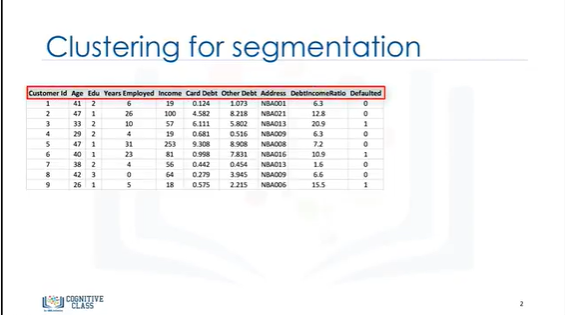 Clustering for segmentation
Customer Id Age Edu Years Employed Income Card Debt Other Debt Address DebtIncomeRatio Defaulted
1 41 2 6 19 0.124 1.073 NBA001 6.3 0
2 47 1 26 100 4.582 8.218 NBA021 12.8 0
3 33 2 10 57 6.111 5.802 NBA013 20.9 1
4 29 2 4 19 0.681 0.516 NBA009 6.3 0
5 47 1 31 253 9.308 8.908 NBA008 7.2 0
6 40 1 23 81 0.998 7.831 NBA016 10.9 1
7 38 2 4 56 0.442 0.454 NBA013 1.6 0
8 42 3 0 64 0.279 3.945 NBA009 6.6 0
9 26 1 5 18 0.575 2.215 NBA006 15.5 1
COGNITIVE
CLASS
2